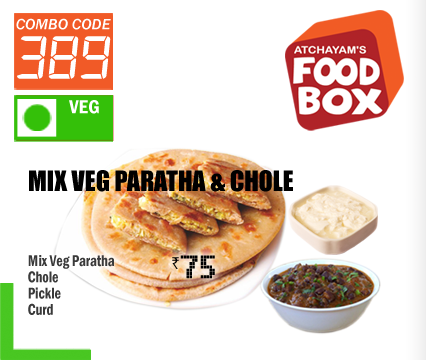 COMBO CODE
389
VEG
ATCHAYAM'S
FOOD
BOX
MIX VEG PARATHA & CHOLE
Mix Veg Paratha
Chole
Pickle
Curd
₹75